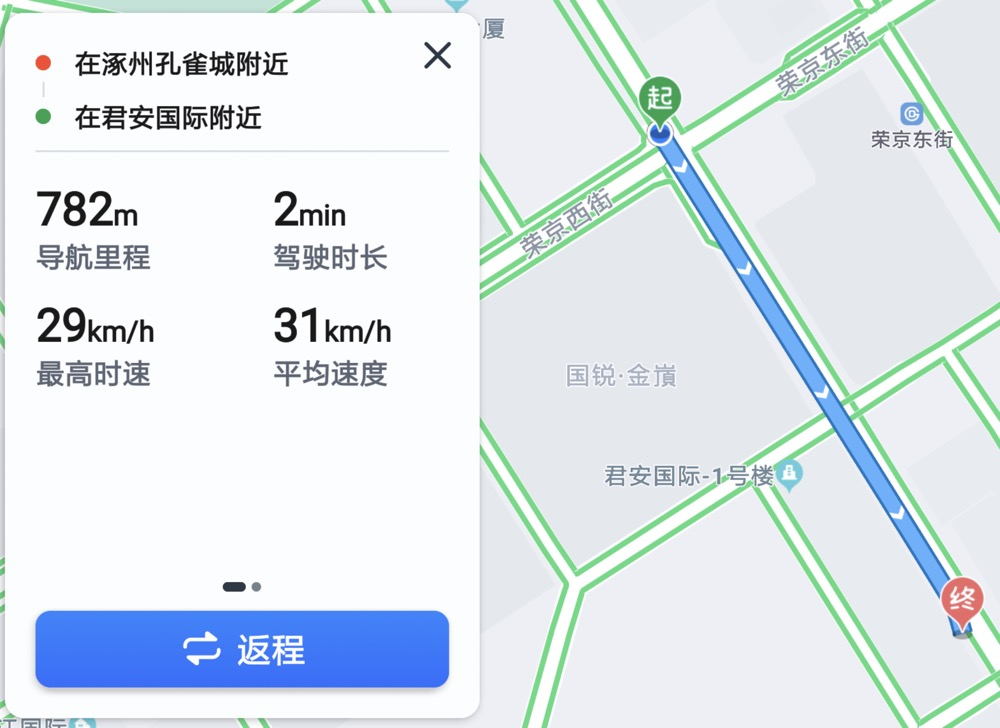 在涿州孔雀城附近
在君安国际附近
782m
导航里程
2min
驾驶时长
29km/h
最高时速
31km/h
平均速度
返程
厦
荣京东街
起
荣京东街
荣京西街
国锐·金嵿
君安国际-1号楼
终
江国际